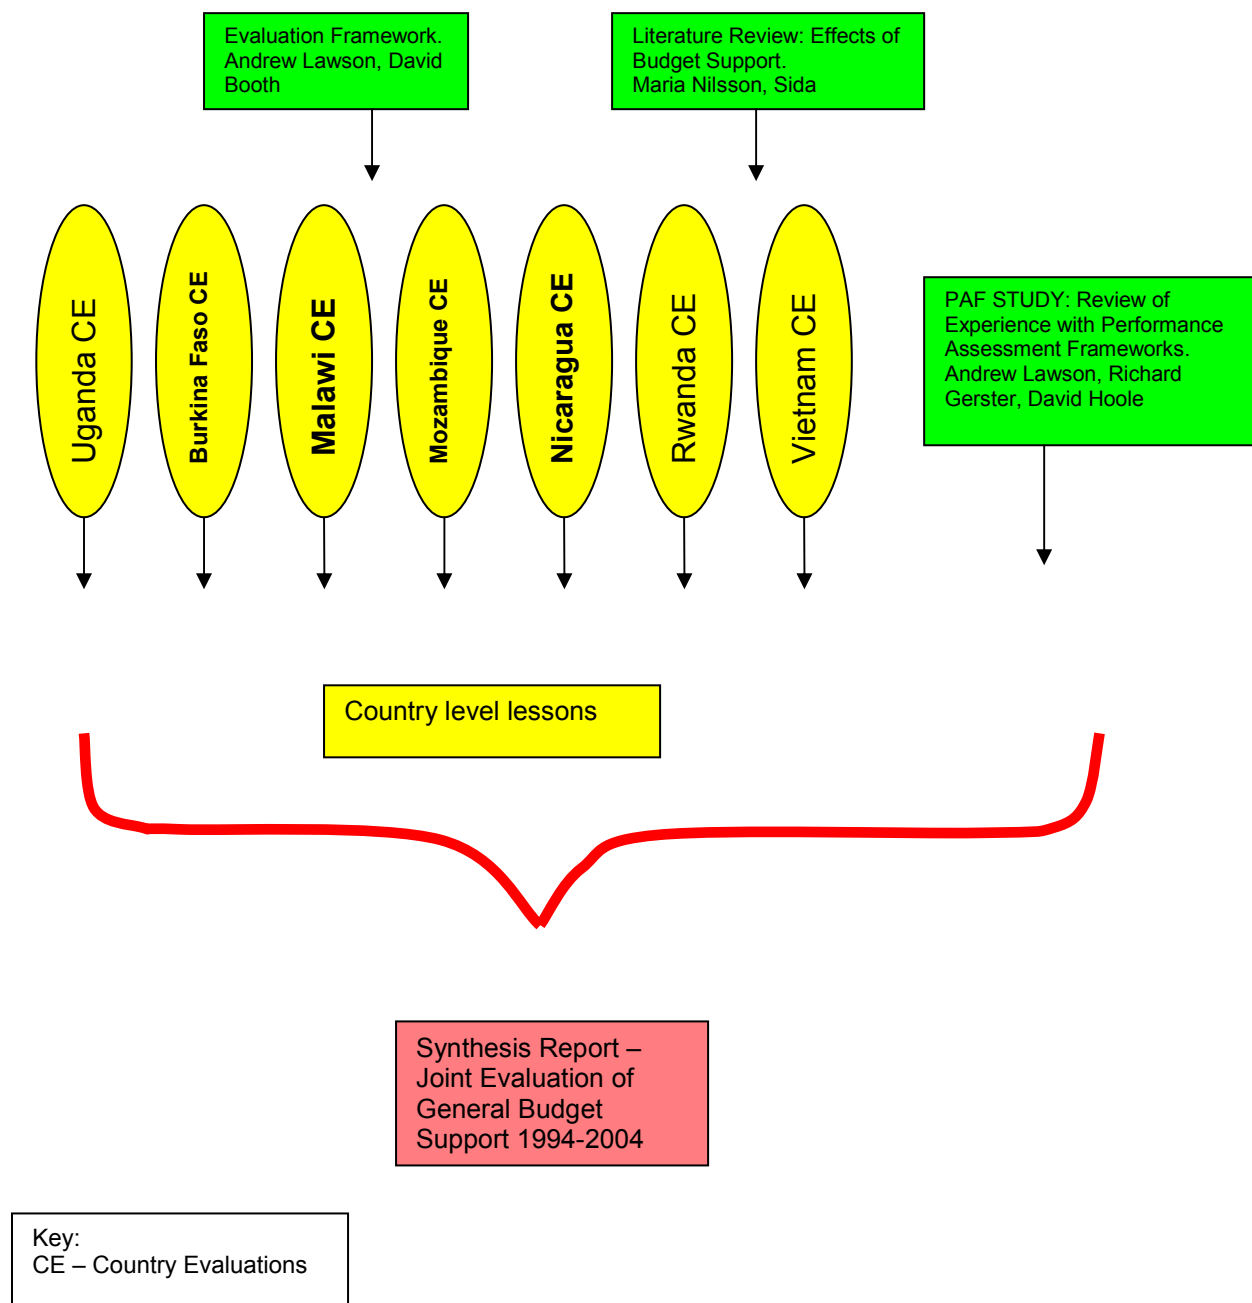 Evaluation Framework.
Andrew Lawson, David
Booth
Literature Review: Effects of
Budget Support.
Maria Nilsson, Sida
Uganda CE
Burkina Faso CE
Malawi CE
Mozambique CE
Nicaragua CE
Rwanda CE
Vietnam CE
PAF STUDY: Review of
Experience with Performance
Assessment Frameworks.
Andrew Lawson, Richard
Gerster, David Hoole
Country level lessons
Synthesis Report –
Joint Evaluation of
General Budget
Support 1994-2004
Key:
CE – Country Evaluations